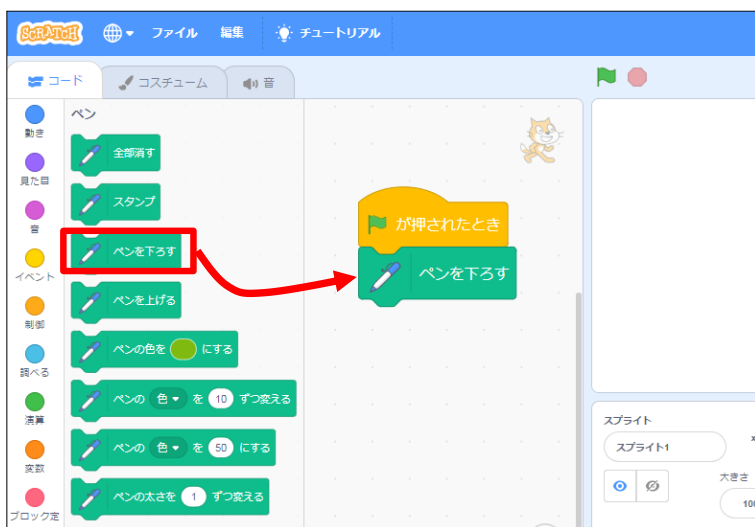 SCRATCH ファイル 編集 チュートリアル
コード コスチューム 音
動き
見た目
音
イベント
制御
調べる
演算
変数
ブロック定
ペン
全部消す
スタンプ
ペンを下ろす
ペンを上げる
ペンの色を にする
ペンの 色 を 10 ずつ変える
ペンの 色 を 50 にする
ペンの太さを 1 ずつ変える
が押されたとき
ペンを下ろす
スプライト
スプライト1
大きさ